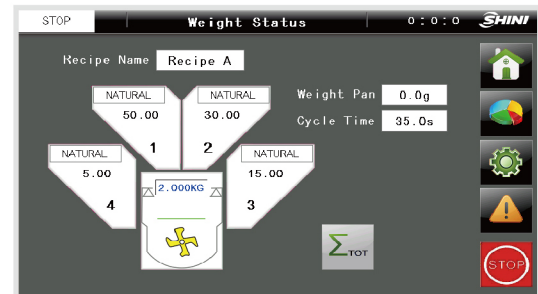 STOP Weight Status 0:0:0 SHINI
Recipe Name Recipe A
NATURAL NATURAL Weight Pan 0.0g
50.00 30.00 Cycle Time 35.0s
1 2
NATURAL NATURAL
5.00 2.000KG 15.00
4 3
ΣTOT
STOP